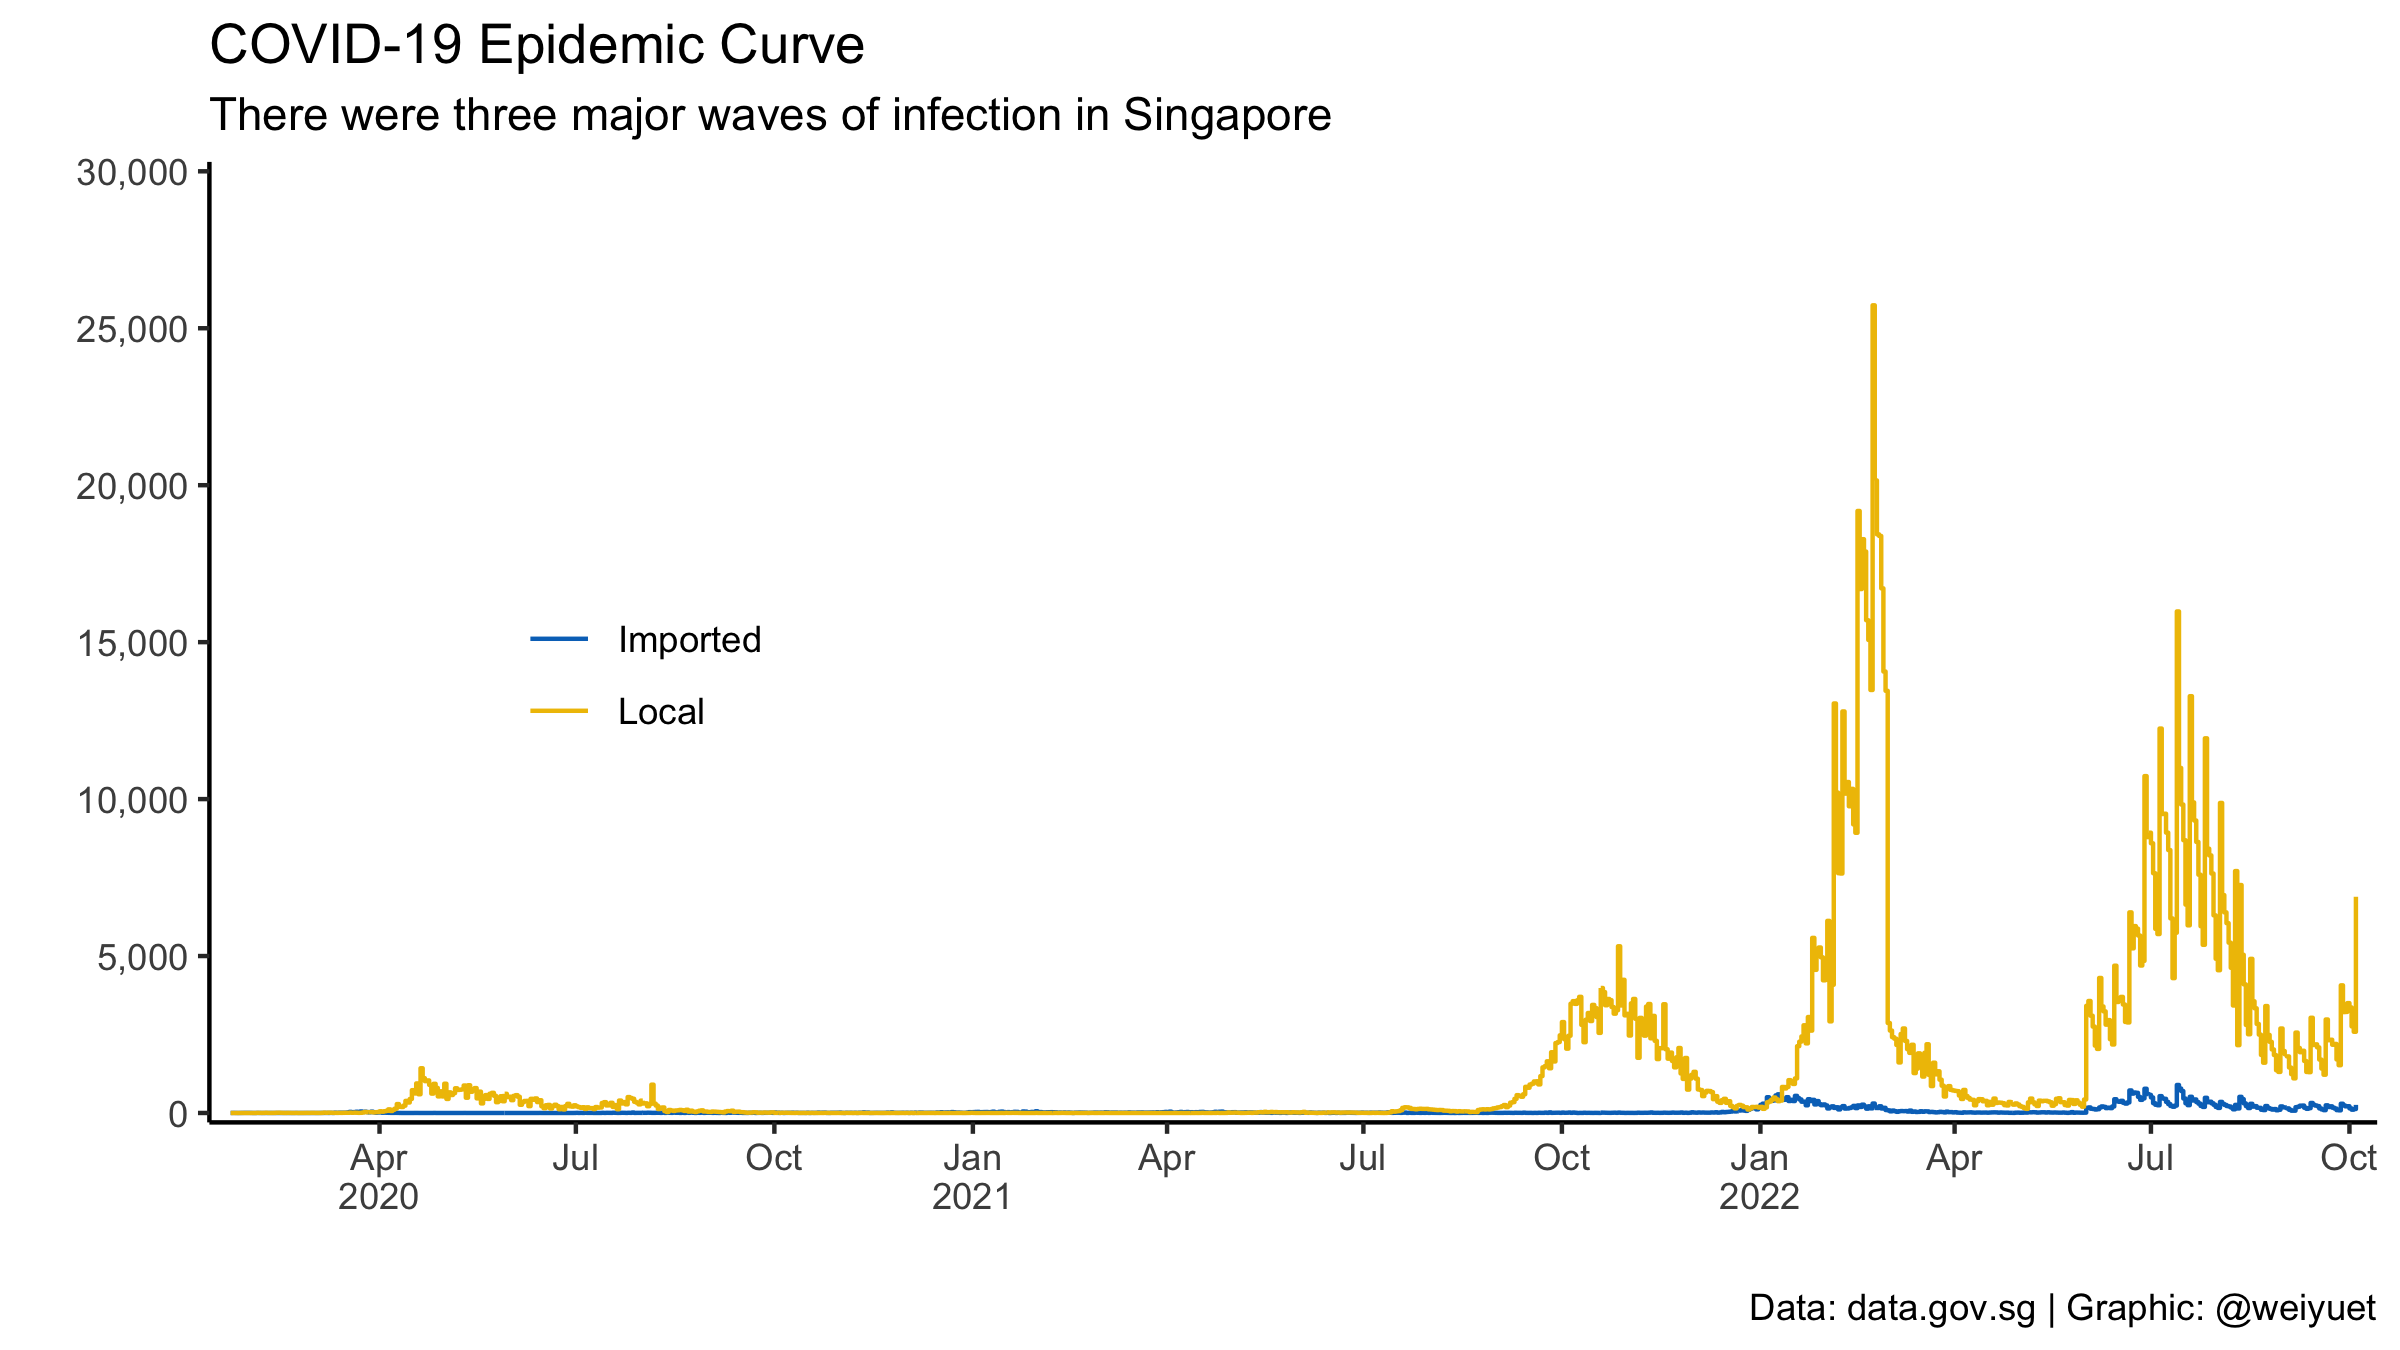 COVID-19 Epidemic Curve
There were three major waves of infection in Singapore
30,000
25,000
20,000
15,000
10,000
5,000
0
Imported
Local
Apr Jul Oct Jan Apr Jul Oct Jan Apr Jul Oct
2020 2021 2022
Data: data.gov.sg | Graphic: @weiyuet